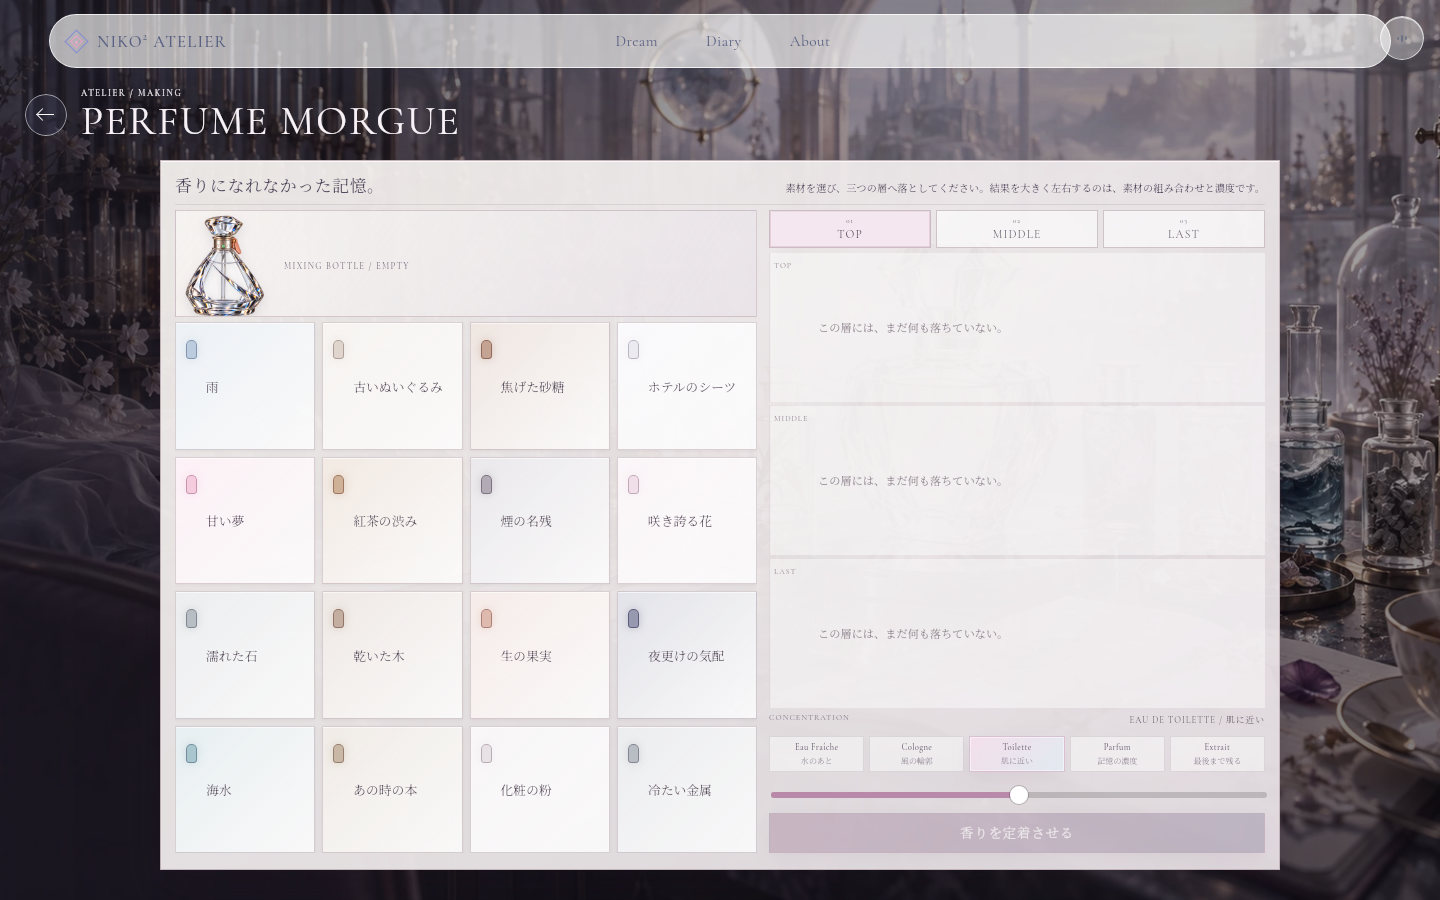 NIKO² ATELIER
Dream
Diary
About
ATELIER / MAKING
PERFUME MORGUE
香りになれなかった記憶。
素材を選び、三つの層へ落としてください。結果を大きく左右するのは、素材の組み合わせと濃度です。
MIXING BOTTLE / EMPTY
雨
古いぬいぐるみ
焦げた砂糖
ホテルのシーツ
甘い夢
紅茶の渋み
煙の名残
咲き誇る花
濡れた石
乾いた木
生の果実
夜更けの気配
海水
あの時の本
化粧の粉
冷たい金属
01
TOP
02
MIDDLE
03
LAST
TOP
この層には、まだ何も落ちていない。
MIDDLE
この層には、まだ何も落ちていない。
LAST
この層には、まだ何も落ちていない。
CONCENTRATION
EAU DE TOILETTE / 肌に近い
Eau Fraiche
水のあと
Cologne
風の輪郭
Toilette
肌に近い
Parfum
記憶の濃度
Extrait
最後まで残る
香りを定着させる